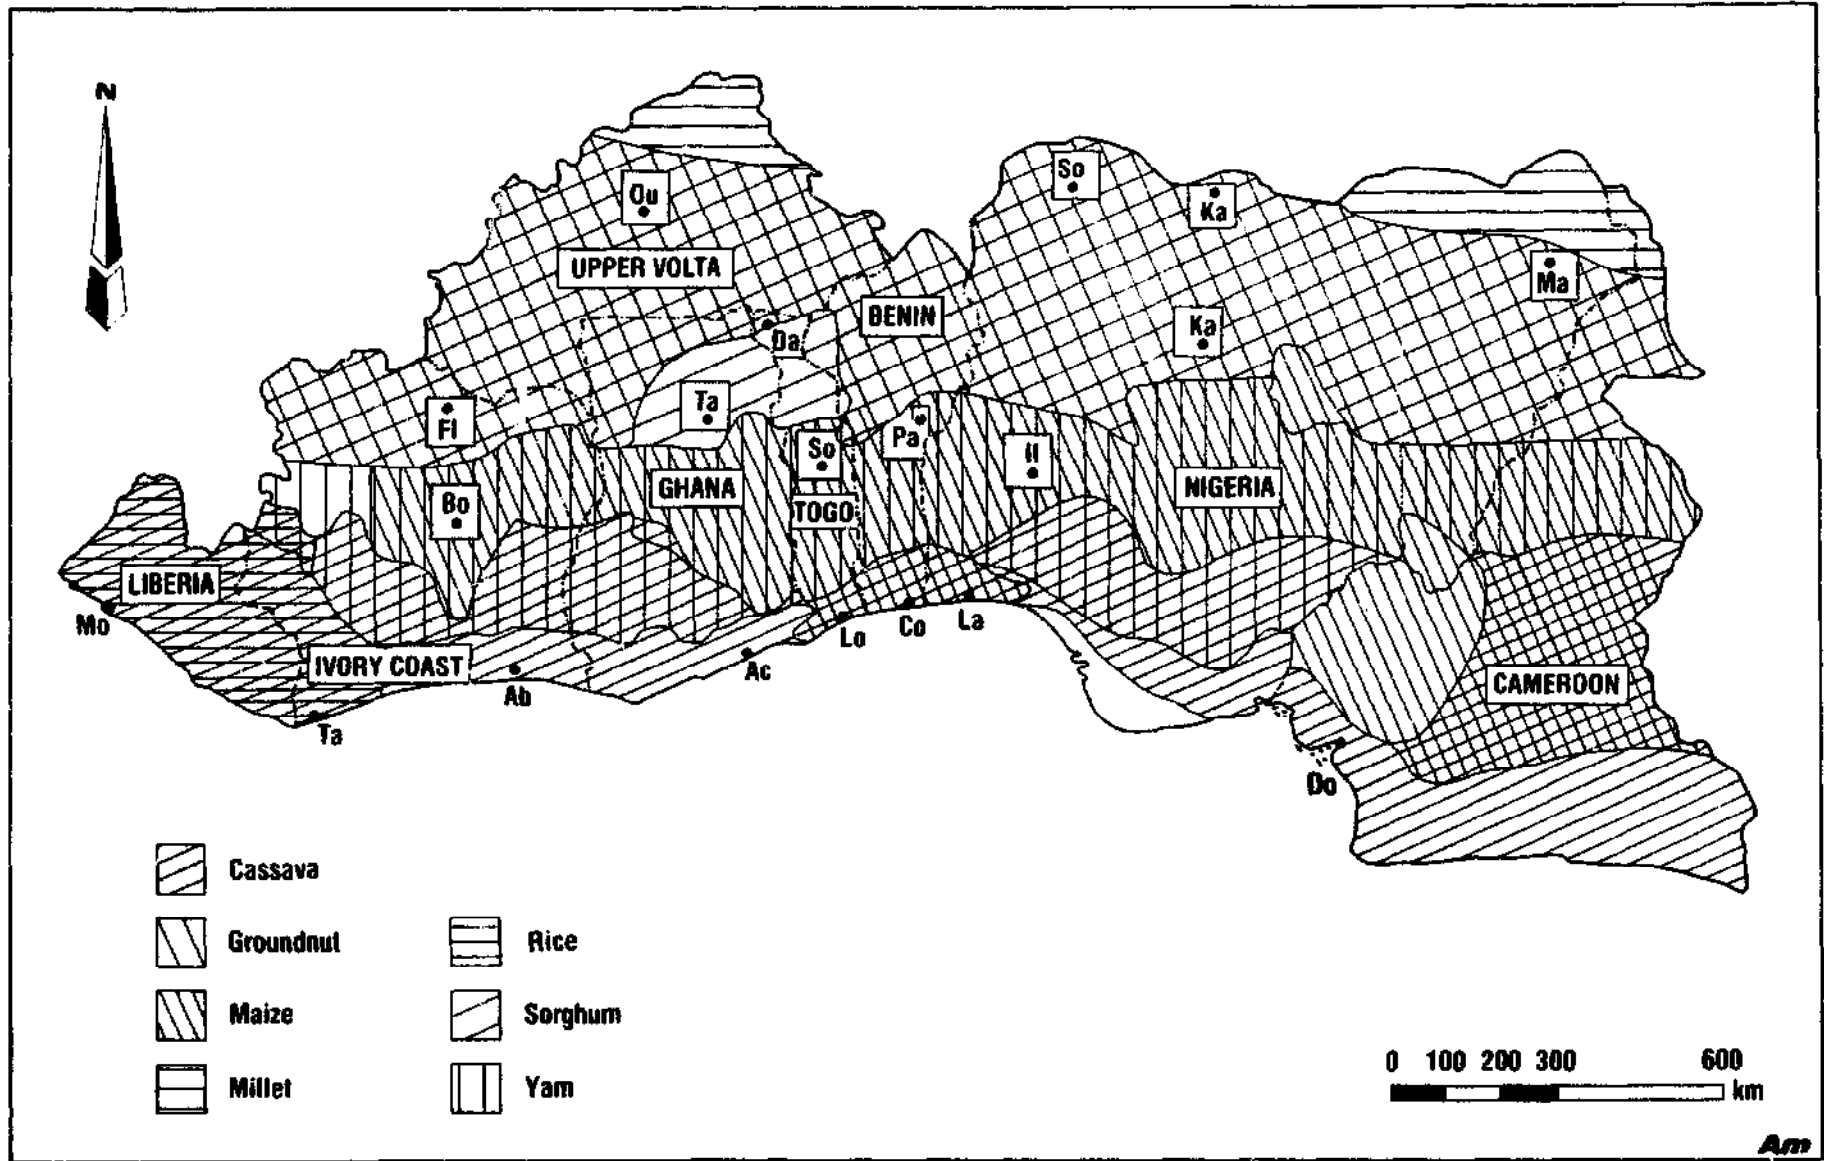 N
So
Ou
Ka
UPPER VOLTA
Ma
BENIN
Ka
Da
Ta
Fl
Pa
So
Il
GHANA
NIGERIA
Bo
TOGO
LIBERIA
Mo
Lo
Co
La
IVORY COAST
Ac
CAMEROON
Ab
Ta
Do
Cassava
Groundnut
Rice
Maize
Sorghum
Millet
Yam
0 100 200 300 600
km
Am